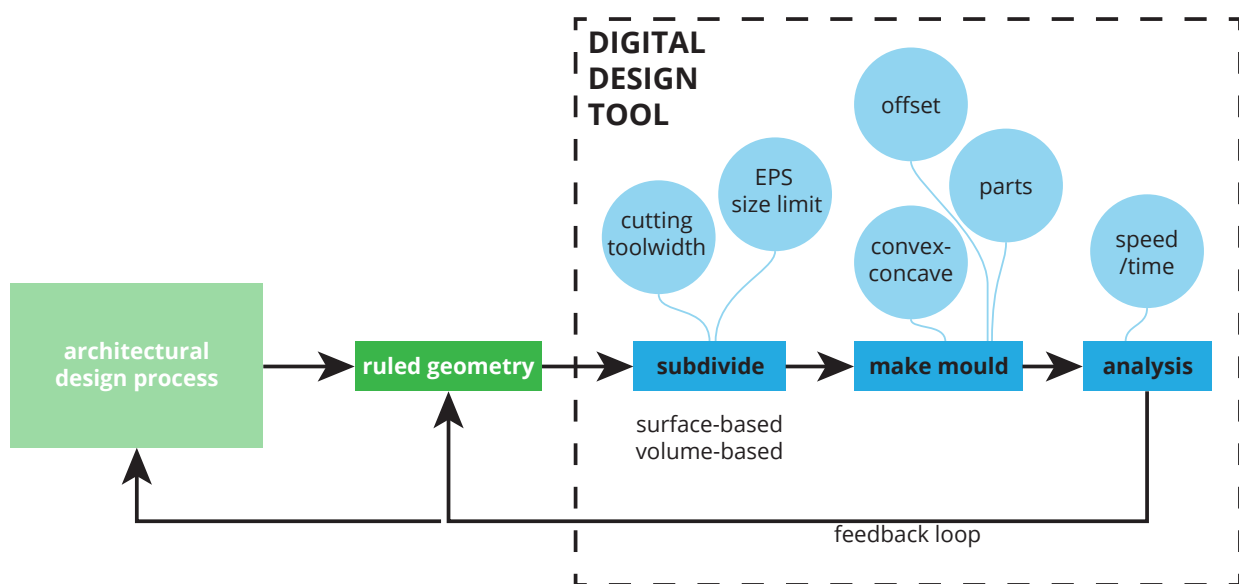 DIGITAL
DESIGN
TOOL
offset
EPS
size limit
parts
cutting
toolwidth
convex-
concave
speed
/time
architectural
design process
ruled geometry
subdivide
make mould
analysis
surface-based
volume-based
feedback loop